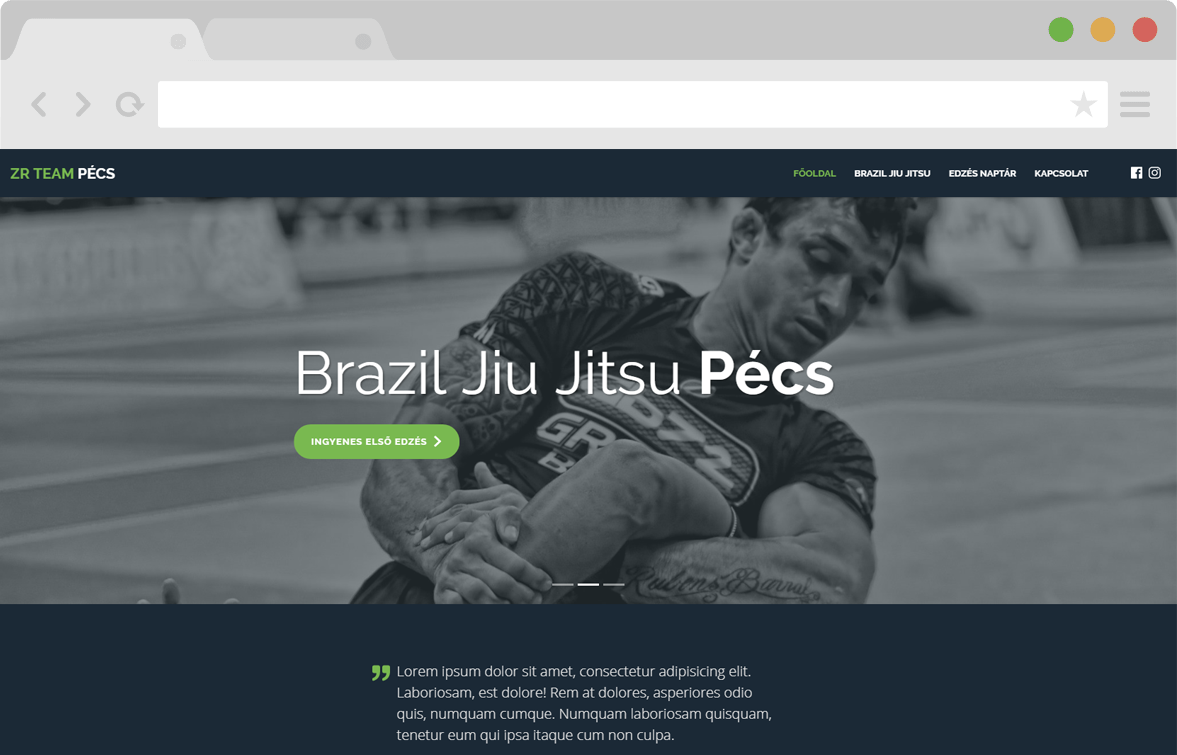 ZR TEAM PÉCS
FŐOLDAL BRAZIL JIU JITSU EDZÉS NAPTÁR KAPCSOLAT
Brazil Jiu Jitsu Pécs
INGYENES ELSŐ EDZÉS
GR
Lorem ipsum dolor sit amet, consectetur adipisicing elit.
Laboriosam, est dolore! Rem at dolores, asperiores odio
quis, numquam cumque. Numquam laboriosam quisquam,
tenetur eum qui ipsa itaque cum non culpa.